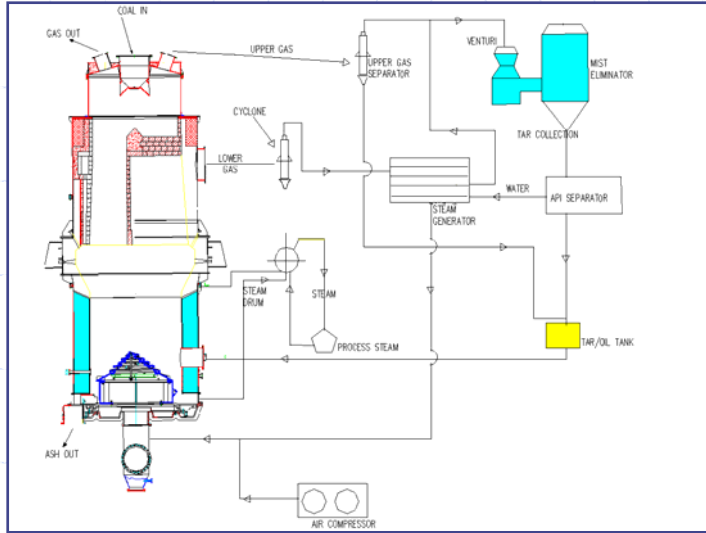 COAL IN
GAS OUT
UPPER GAS
UPPER GAS
SEPARATOR
VENTURI
MIST
ELIMINATOR
CYCLONE
TAR COLLECTION
LOWER
GAS
WATER
API SEPARATOR
STEAM
GENERATOR
STEAM
DRUM
STEAM
PROCESS STEAM
TAR/OIL TANK
ASH OUT
AIR COMPRESSOR